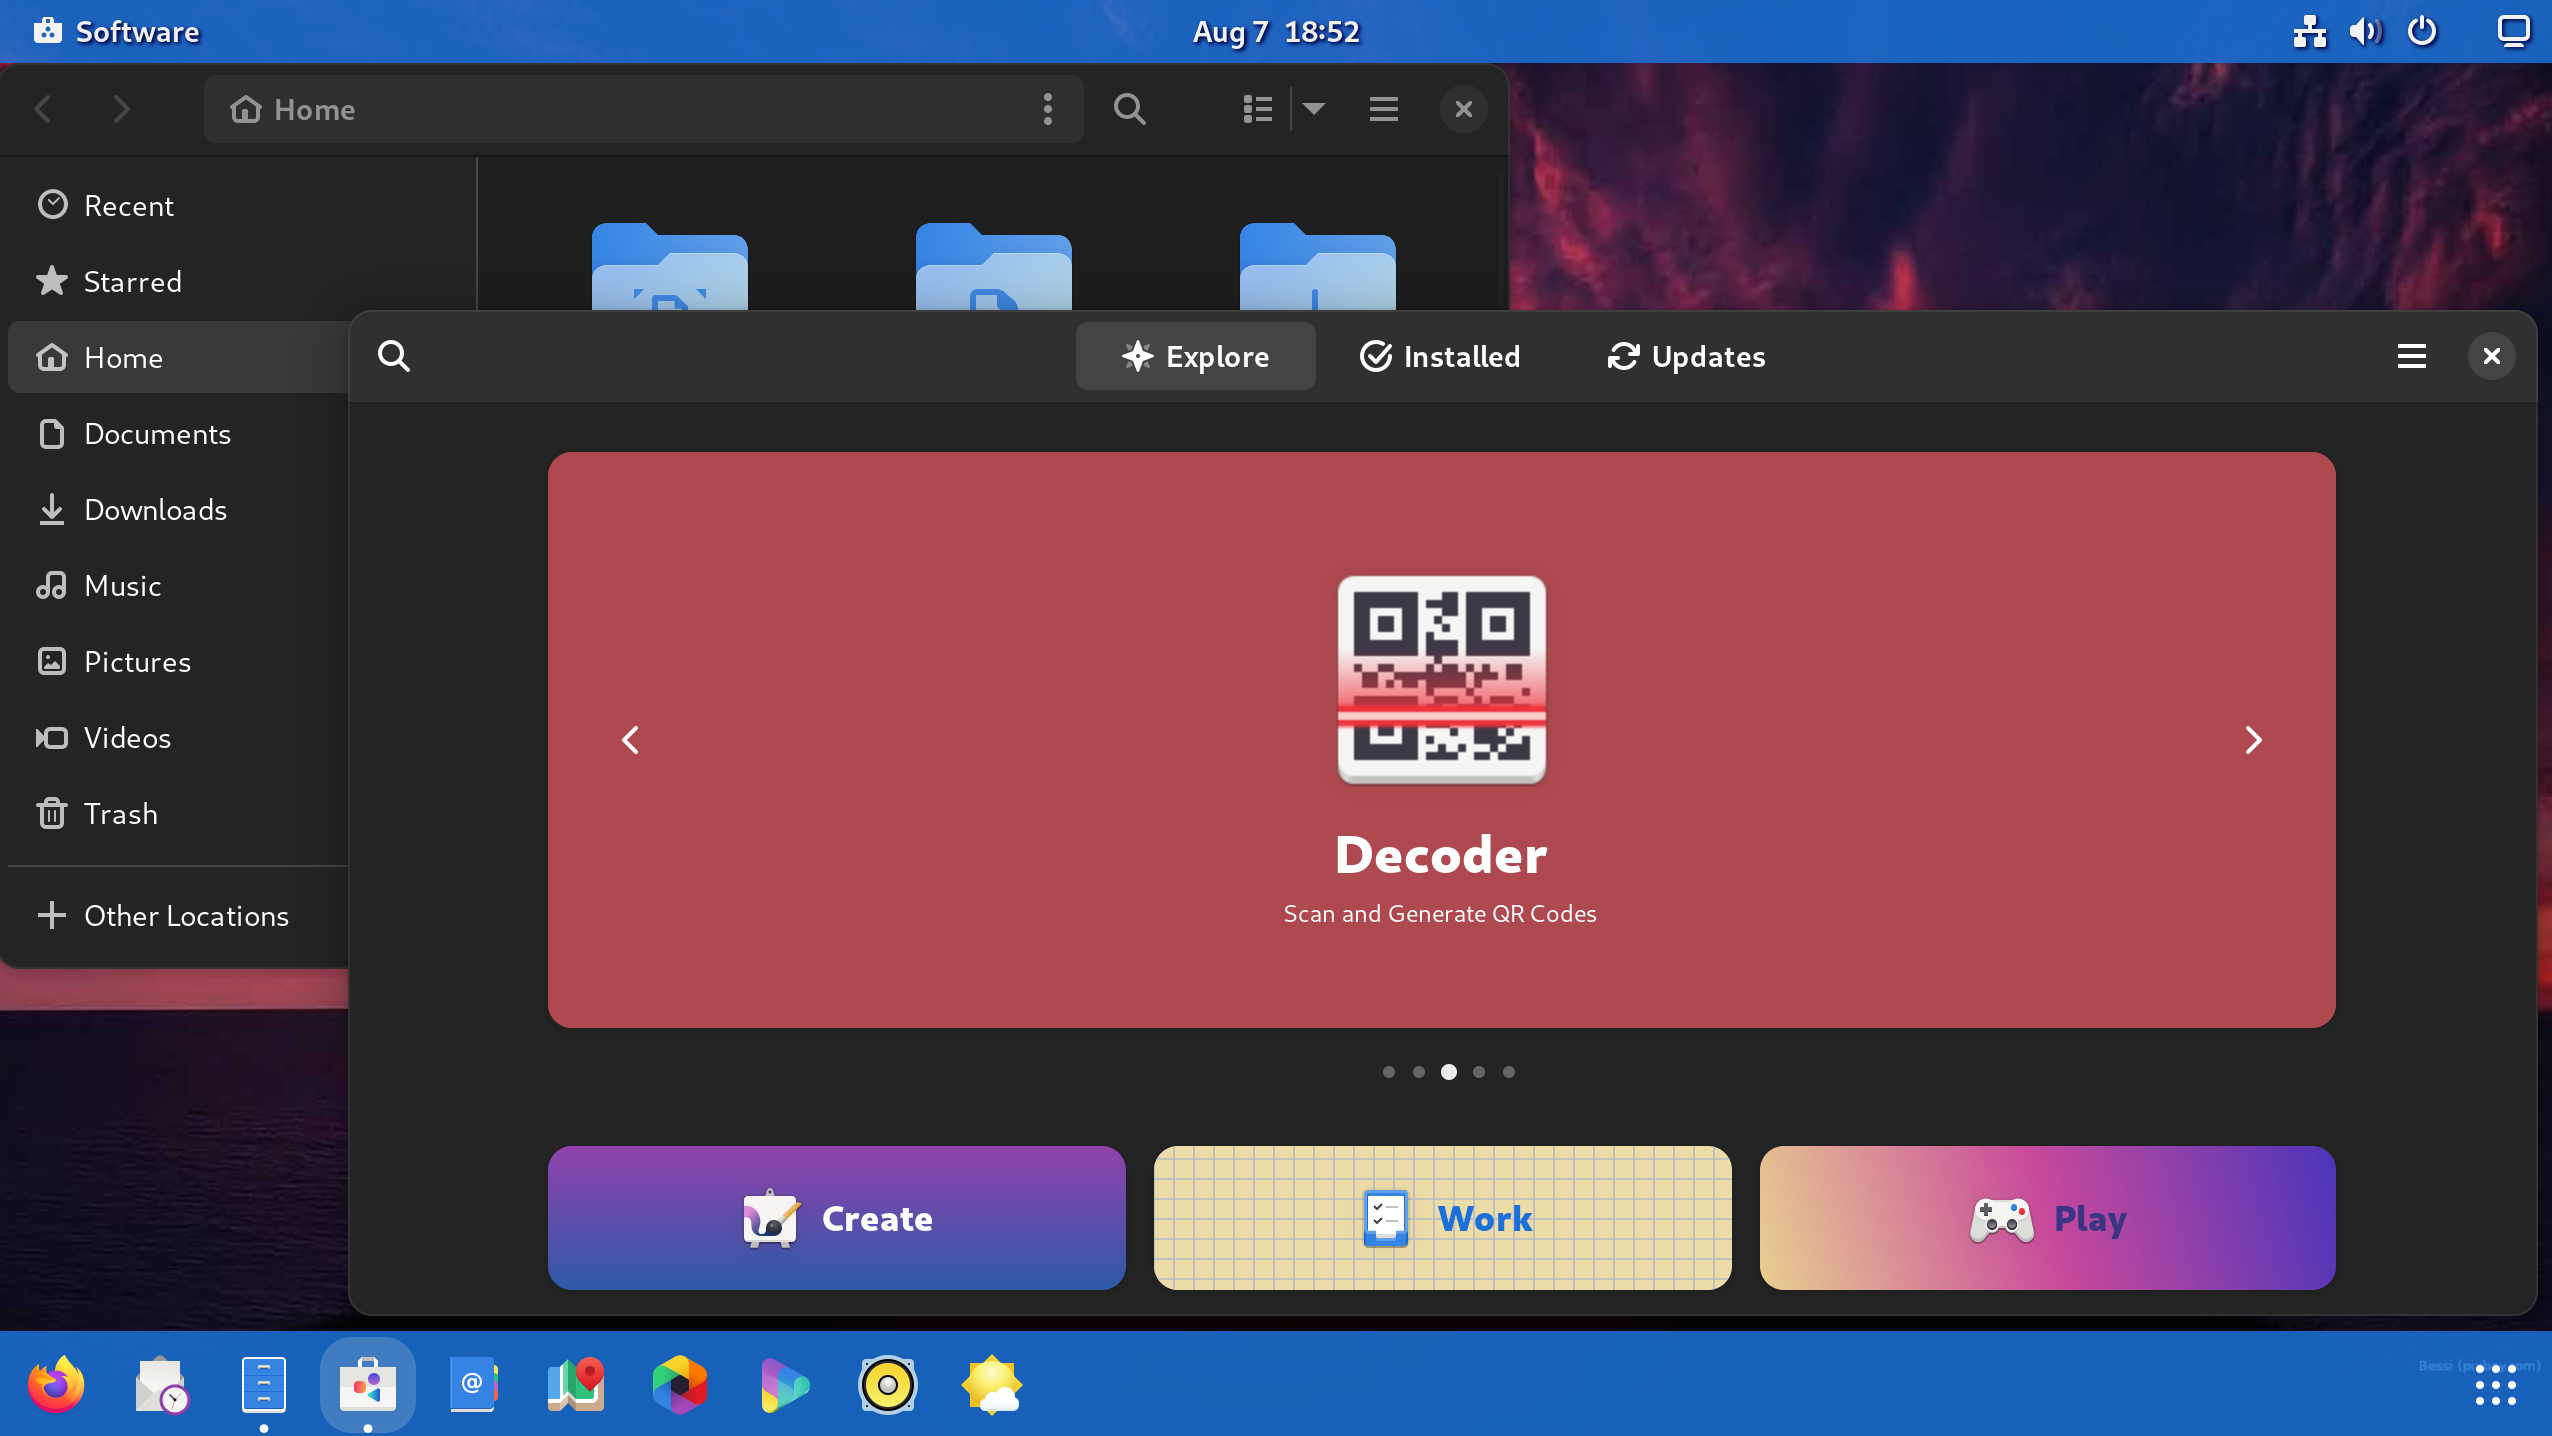 Software
Aug 7 18:52
Home
Recent
Starred
Home
Documents
Downloads
Music
Pictures
Videos
Trash
Other Locations
Explore
Installed
Updates
Decoder
Scan and Generate QR Codes
Create
Work
Play
@
Bessi